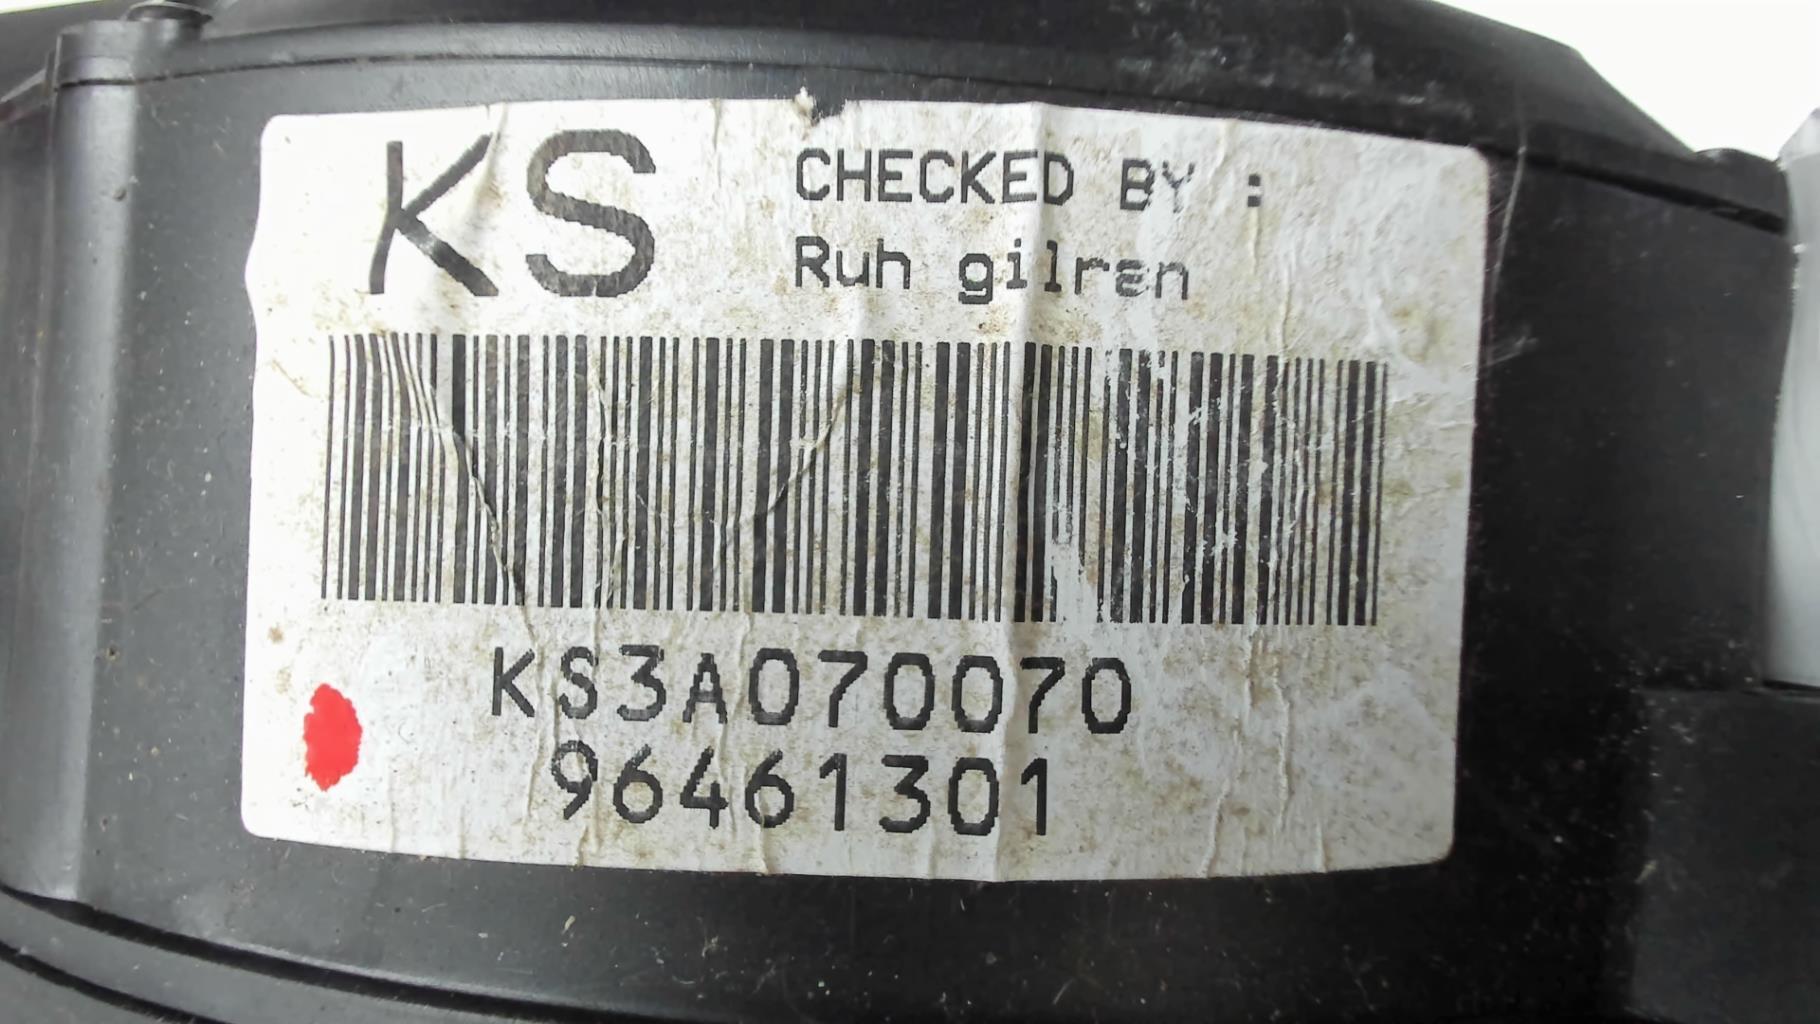 KS
CHECKED BY :
Ruh gilran
KS3A070070
96461301